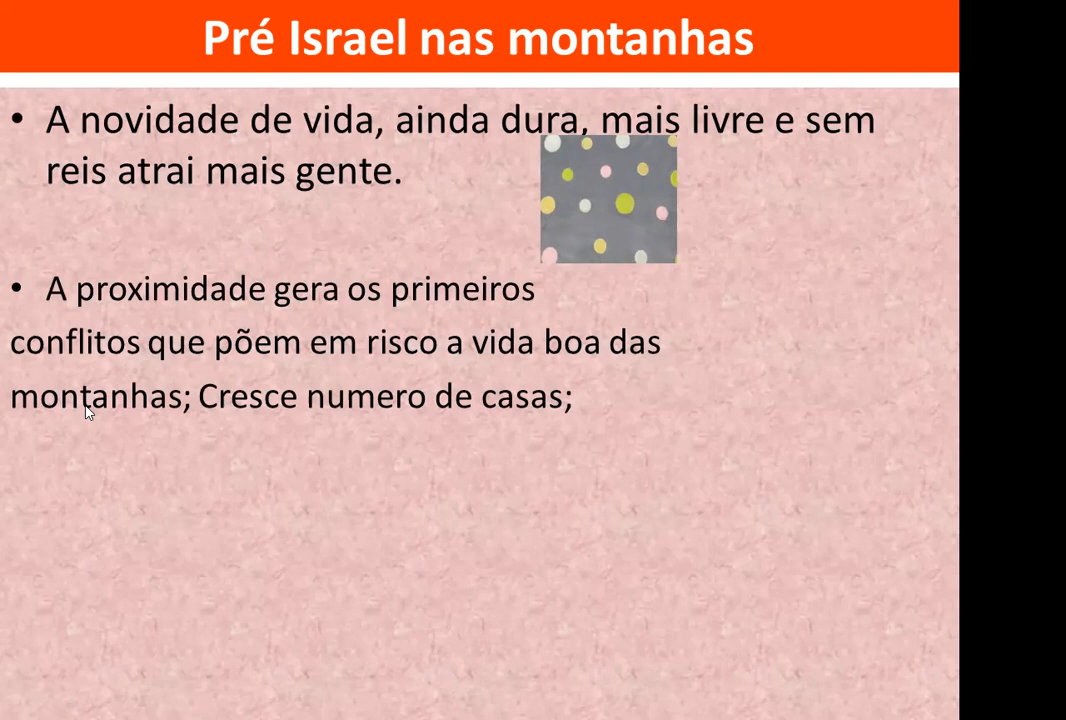 Pré Israel nas montanhas
• A novidade de vida, ainda dura, mais livre e sem
reis atrai mais gente.
• A proximidade gera os primeiros
conflitos que põem em risco a vida boa das
montanhas; Cresce numero de casas;